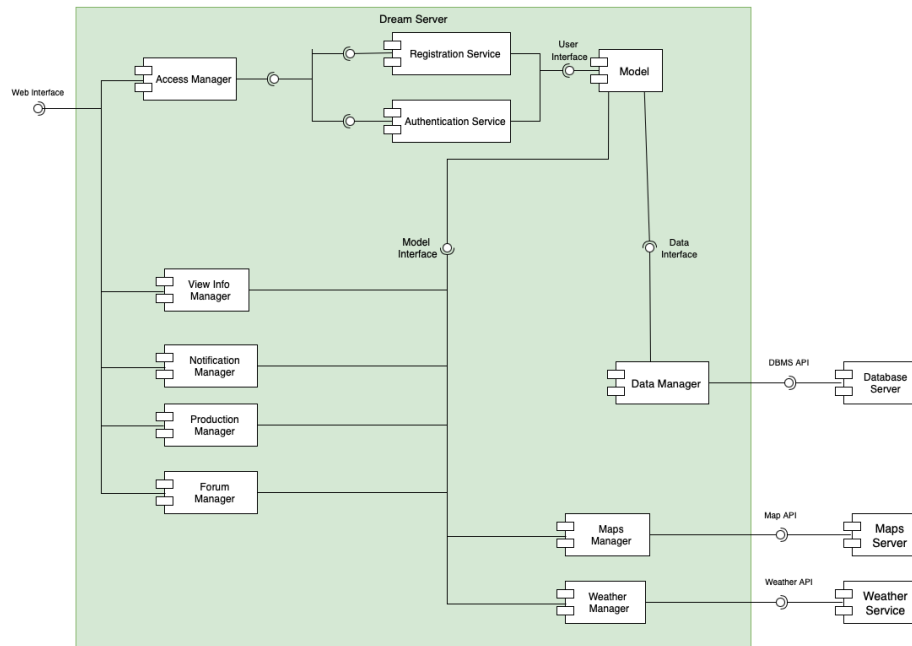 Dream Server
Web Interface
Access Manager
Registration Service
Authentication Service
User
Interface
Model
Model
Interface
Data
Interface
View Info
Manager
Notification
Manager
Production
Manager
Forum
Manager
Data Manager
DBMS API
Database
Server
Maps
Manager
Map API
Maps
Server
Weather
Manager
Weather API
Weather
Service